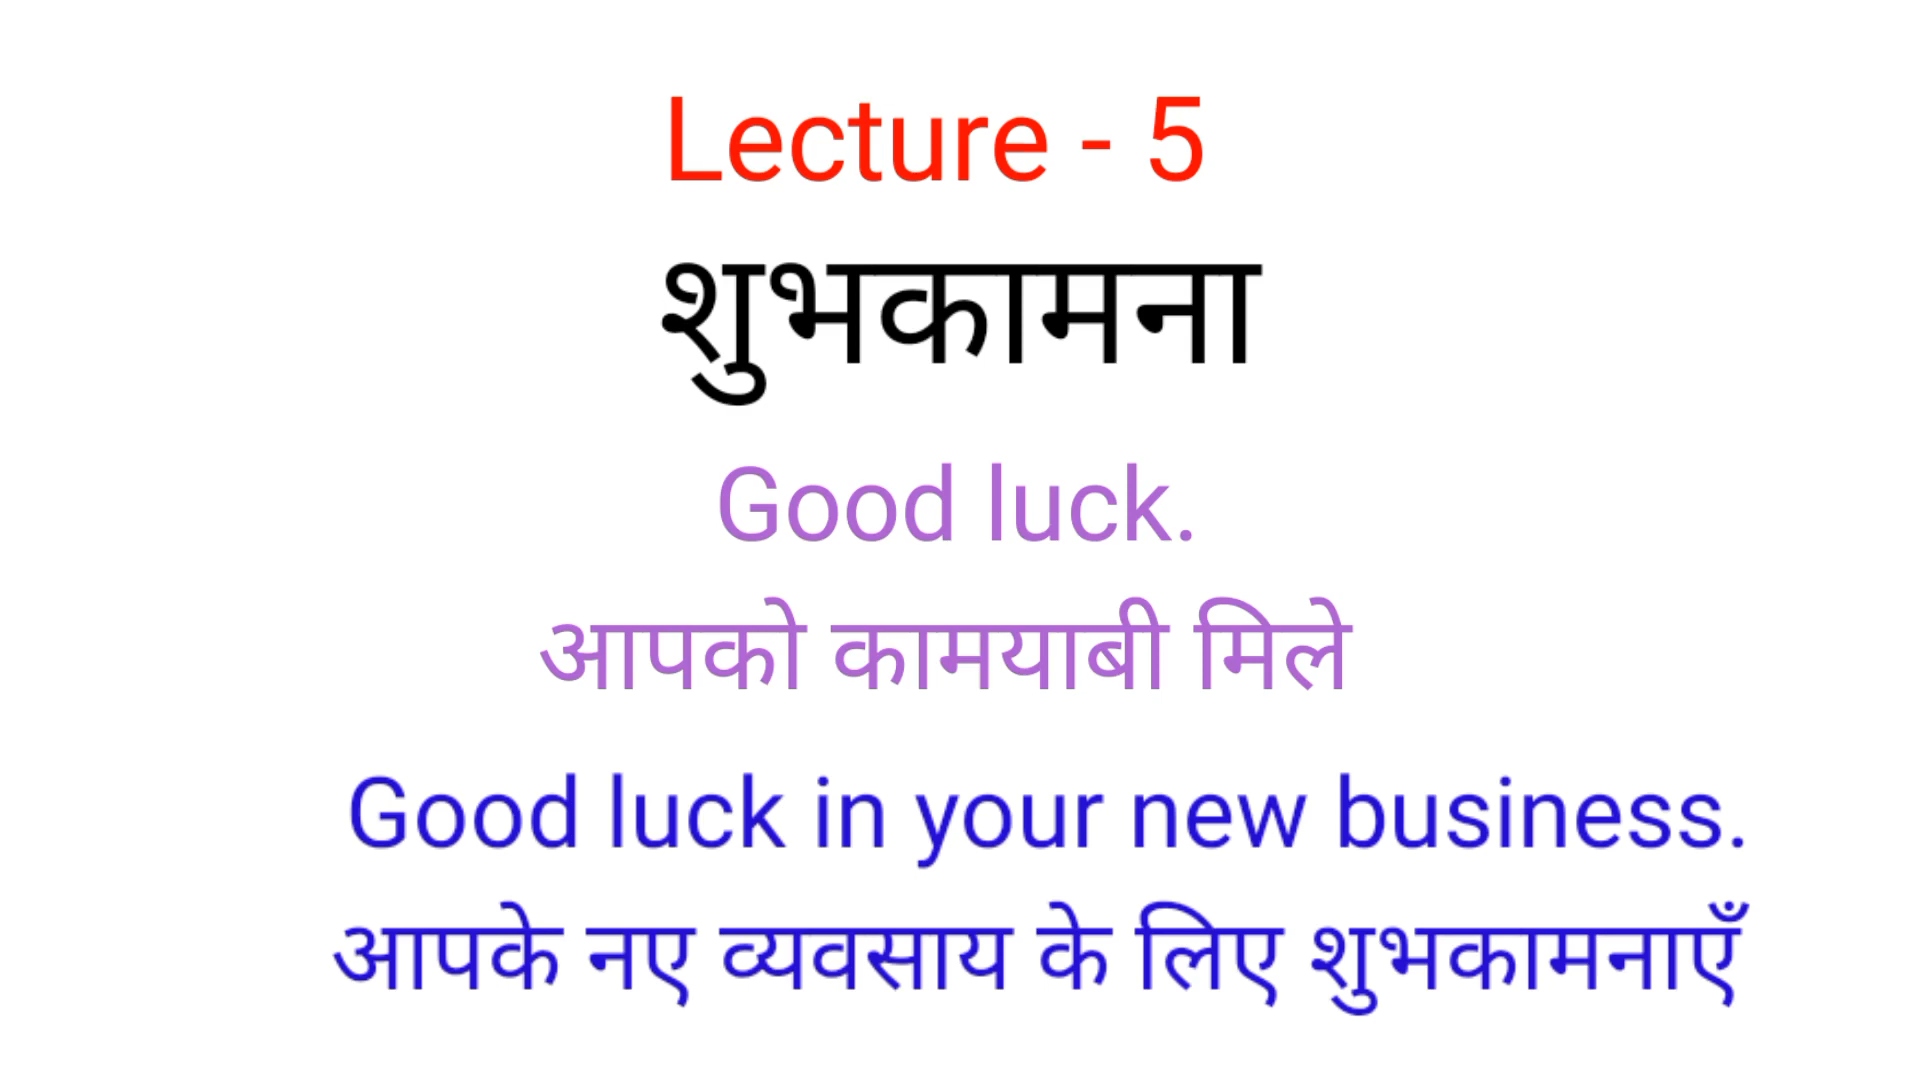 Lecture - 5
शुभकामना
Good luck.
आपको कामयाबी मिले
Good luck in your new business.
आपके नए व्यवसाय के लिए शुभकामनाएँ